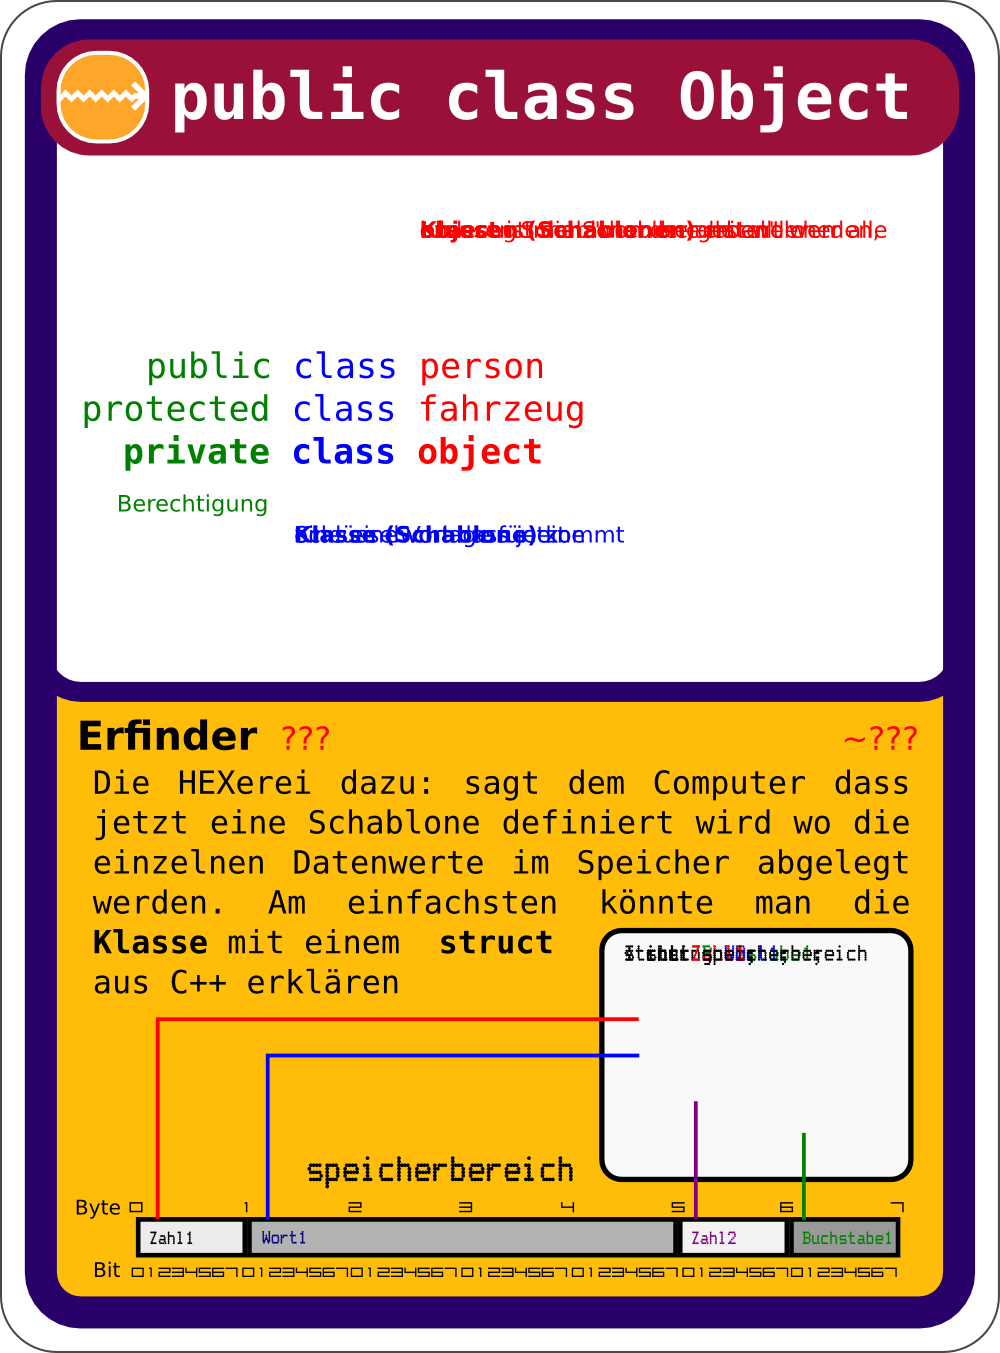 public class Object
public class person
protected class fahrzeug
private class object
Berechtigung
Erfinder ??? ~???
Die HEXerei dazu: sagt dem Computer dass
jetzt eine Schablone definiert wird wo die
einzelnen Datenwerte im Speicher abgelegt
werden. Am einfachsten könnte man die
Klasse mit einem struct
aus C++ erklären
speicherbereich
Byte 0 1 2 3 4 5 6 7
Zahl1 Wort1 Zahl2 Buchstabe1
Bit 01234567012345670123456701234567012345670123456701234567